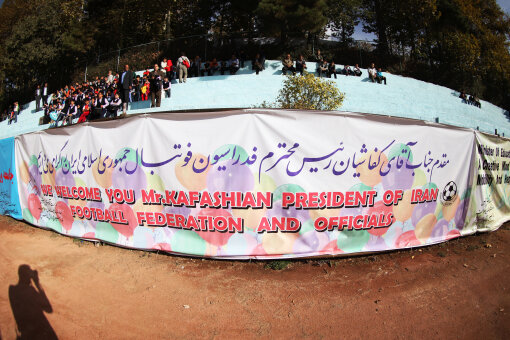 مقدم جناب آقای کفاشیان رئیس محترم فدراسیون فوتبال جمهوری اسلامی ایران گرامی
WE WELCOME YOU Mr.KAFASHIAN PRESIDENT OF IRAN
FOOTBALL FEDERATION AND OFFICIALS